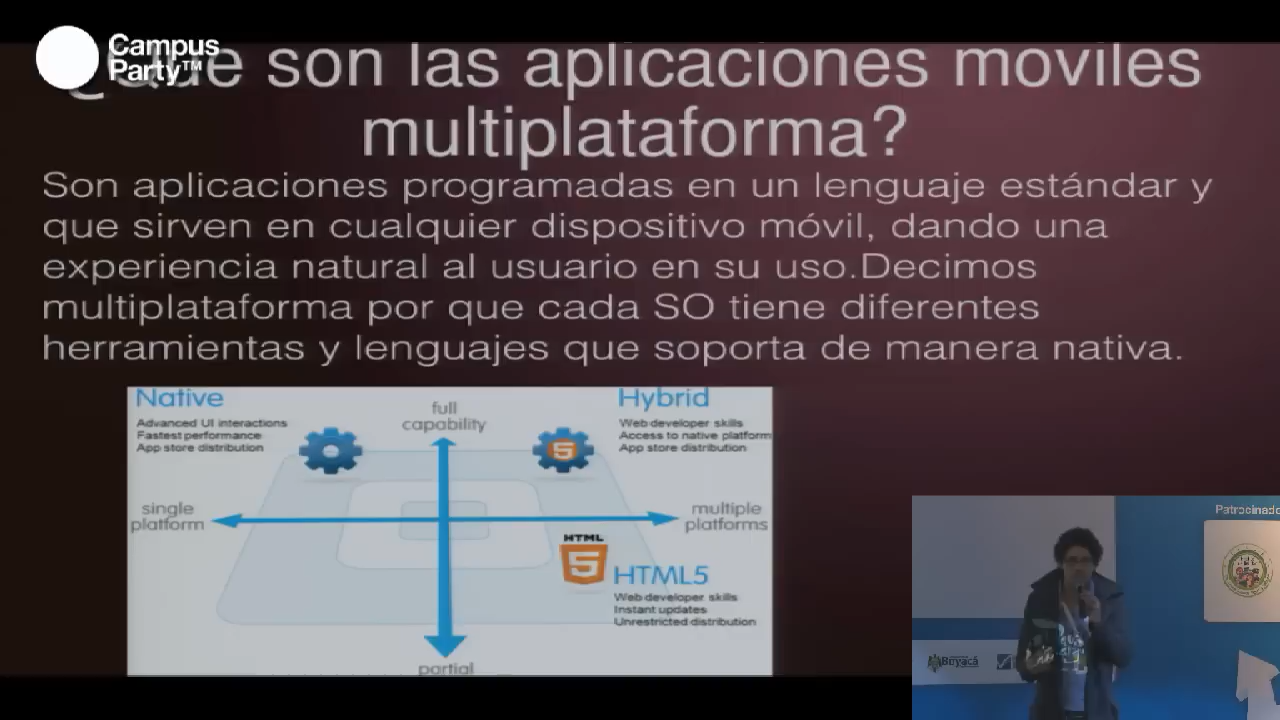 Campus
Party™
¿Que son las aplicaciones moviles
multiplataforma?
Son aplicaciones programadas en un lenguaje estándar y
que sirven en cualquier dispositivo móvil, dando una
experiencia natural al usuario en su uso.Decimos
multiplataforma por que cada SO tiene diferentes
herramientas y lenguajes que soporta de manera nativa.
Native
Advanced UI interactions
Fastest performance
App store distribution
full
capability
Hybrid
Web developer skills
Access to native platform
App store distribution
5
single
platform
multiple
platforms
HTML
5
HTML5
Web developer skills
Instant updates
Unrestricted distribution
partial
Patrocinado
Boyacá